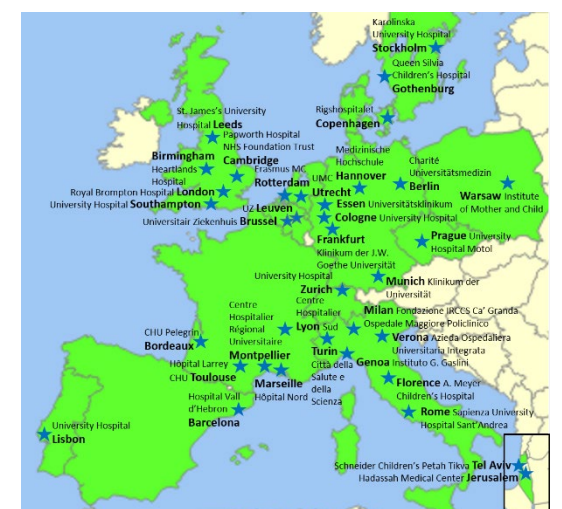 Karolinska
University Hospital
Stockholm
Queen Silvia
Children's Hospital
Gothenburg
Rigshospitalet
Copenhagen
St. James's University
Hospital Leeds
Papworth Hospital
NHS Foundation Trust
Cambridge
Birmingham
Heartlands
Hospital
Royal Brompton Hospital London
University Hospital Southampton
Erasmus MC
Rotterdam
UMC
Utrecht
UZ Leuven
Universitair Ziekenhuis Brussel
Medizinische
Hochschule
Hannover
Charité
Universitätsmedizin
Berlin
Warsaw Institute
of Mother and Child
Essen Universitätsklinikum
Cologne University Hospital
Frankfurt
Klinikum der J.W.
Goethe Universität
Prague University
Hospital Motol
Munich Klinikum der
Universität
University Hospital
Zurich
Centre
Hospitalier
Lyon Sud
Centre
Hospitalier
Régional
Universitaire
Montpellier
CHU Pelegrin
Bordeaux
Hôpital Larrey
CHU Toulouse
Marseille
Hôpital Nord
Hospital Vall
d'Hebron
Barcelona
University Hospital
Lisbon
Milan Fondazione IRCCS Ca' Granda
Ospedale Maggiore Policlinico
Verona Azieda Ospedaliera
Universitaria Integrata
Turin
Città della
Salute e
della
Scienza
Genoa Instituto G. Gaslini
Florence A. Meyer
Children's Hospital
Rome Sapienza University
Hospital Sant'Andrea
Schneider Children's Petah Tikva Tel Aviv
Hadassah Medical Center Jerusalem